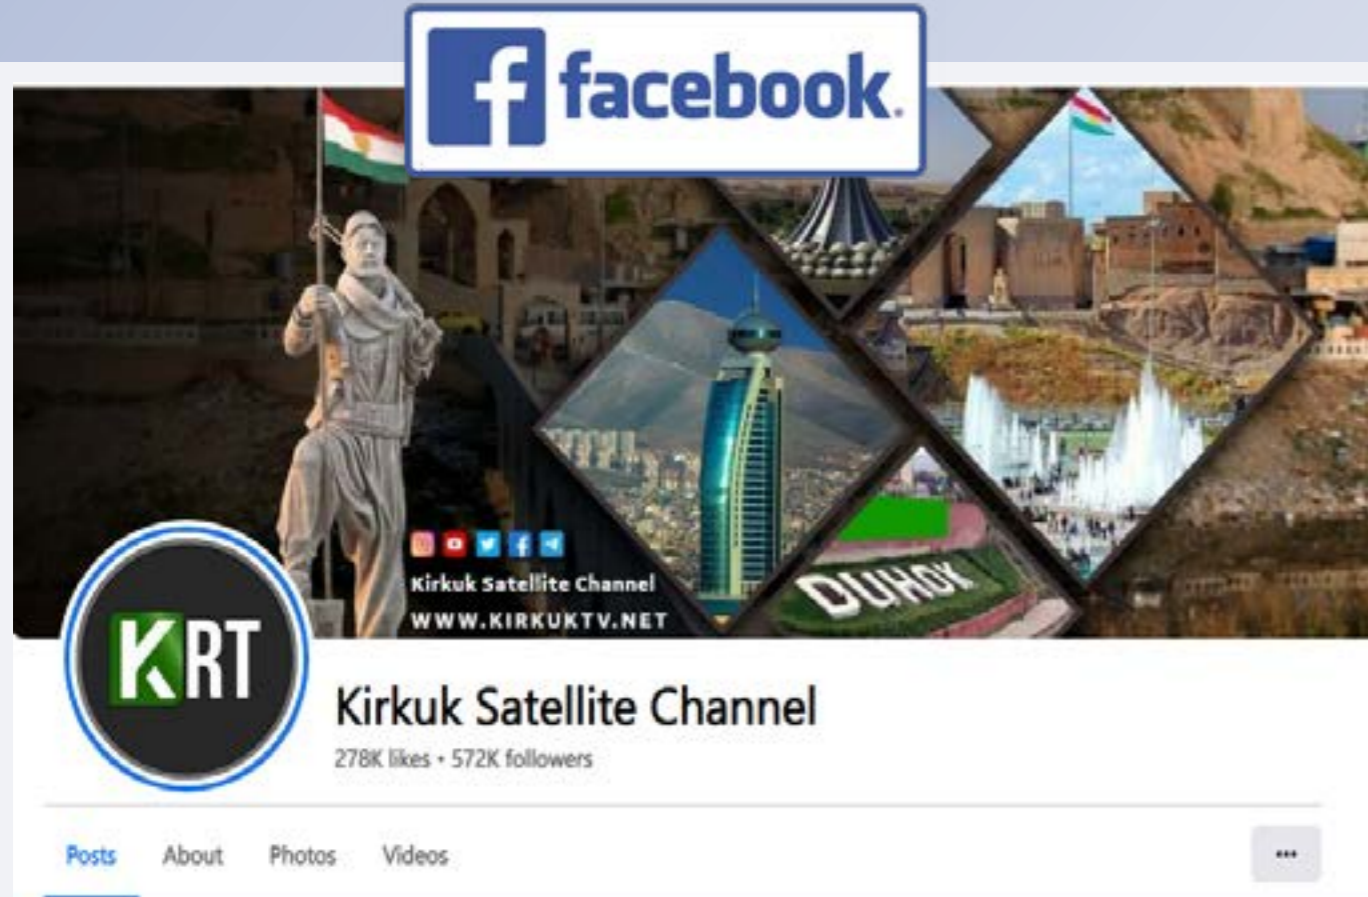 facebook.
Kirkuk Satellite Channel
WWW.KIRKUKTV.NET
DUHOK
KRT
Kirkuk Satellite Channel
278K likes • 572K followers
Posts About Photos Videos